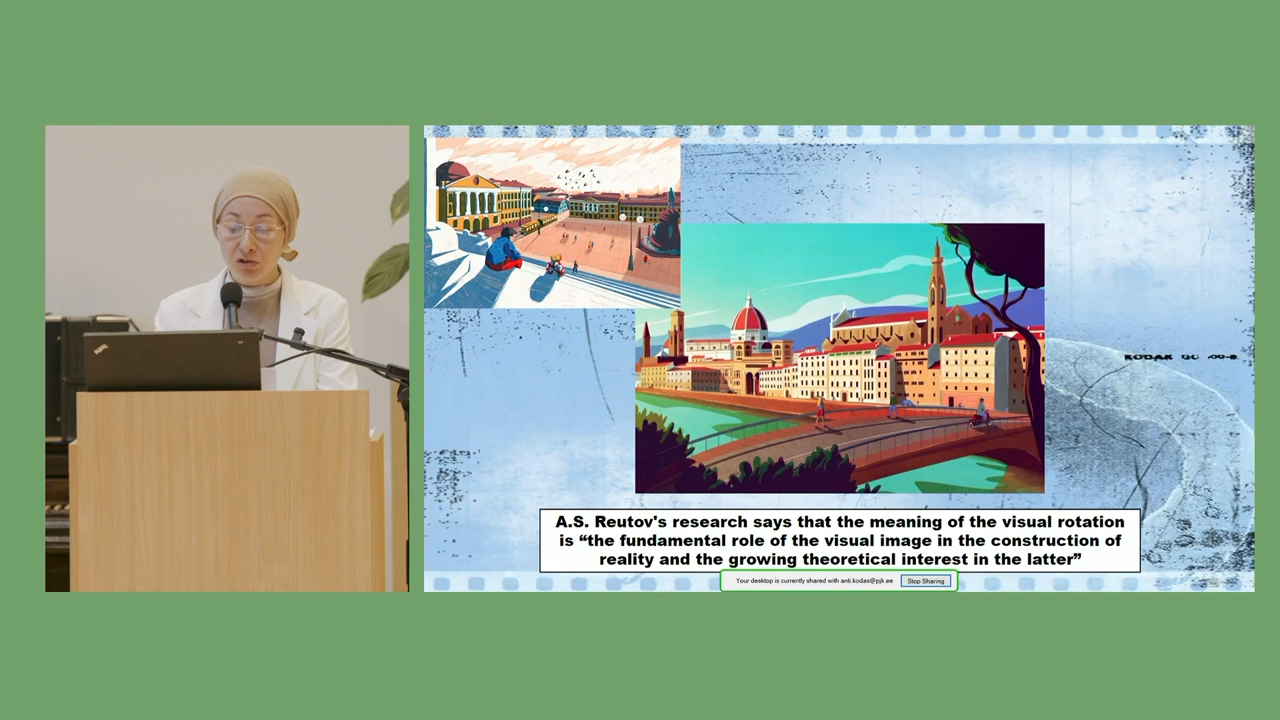 A.S. Reutov's research says that the meaning of the visual rotation
is “the fundamental role of the visual image in the construction of
reality and the growing theoretical interest in the latter”
Your desktop is currently shared with anti.kodas@pjk.ee
Stop Sharing